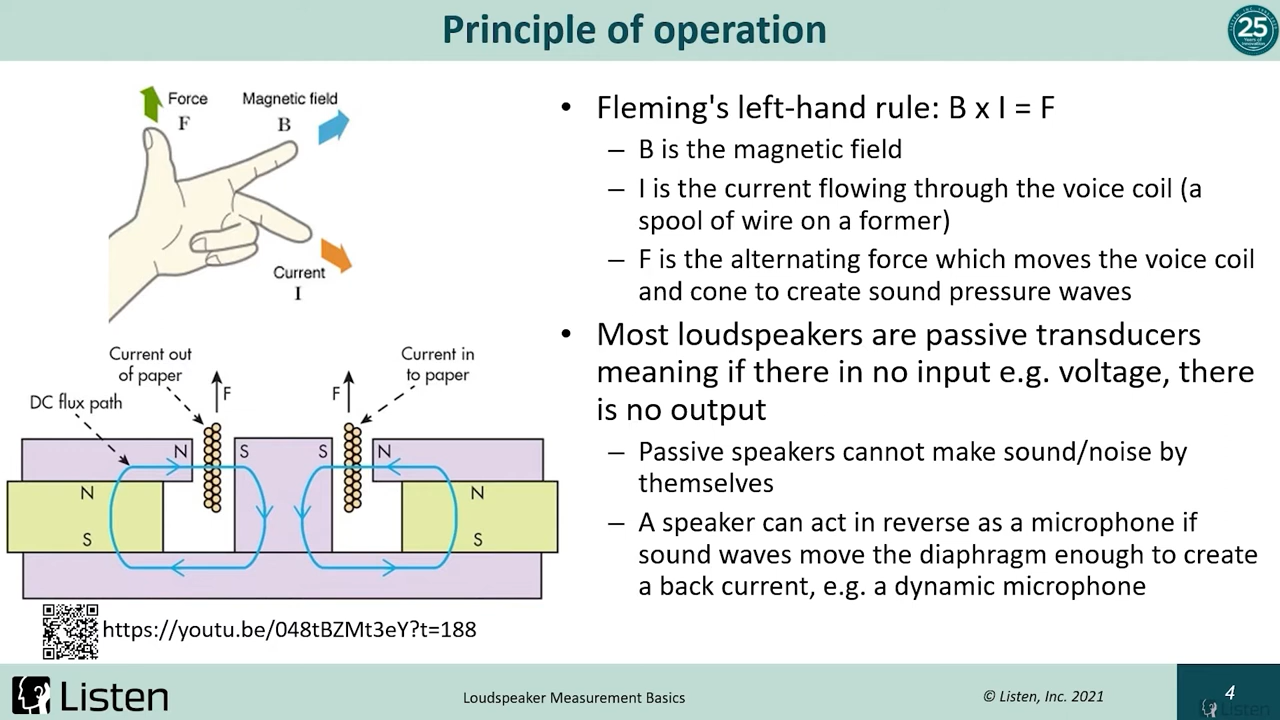 Principle of operation
25
Years of
Innovation
Force
F
Magnetic field
B
Current
I
• Fleming's left-hand rule: B x I = F
– B is the magnetic field
– I is the current flowing through the voice coil (a
spool of wire on a former)
– F is the alternating force which moves the voice coil
and cone to create sound pressure waves
• Most loudspeakers are passive transducers
meaning if there in no input e.g. voltage, there
is no output
– Passive speakers cannot make sound/noise by
themselves
– A speaker can act in reverse as a microphone if
sound waves move the diaphragm enough to create
a back current, e.g. a dynamic microphone
Current out
of paper
Current in
to paper
DC flux path
F
F
N
S
S
N
N
N
S
S
https://youtu.be/048tBZMt3eY?t=188
Listen
Loudspeaker Measurement Basics
© Listen, Inc. 2021
4
Listen